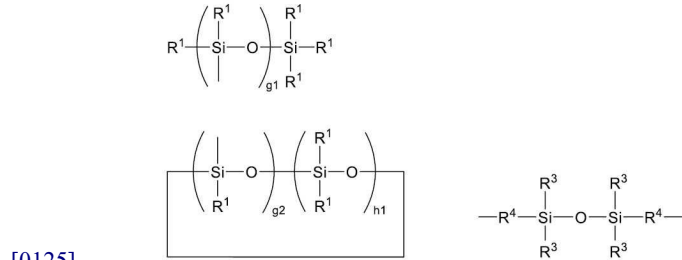 R¹ R¹
R¹ Si O Si R¹
g1 R¹
R¹
Si O Si O
R¹ g2 R¹ h1
R³ R³
R⁴ Si O Si R⁴
R³ R³
[0125]